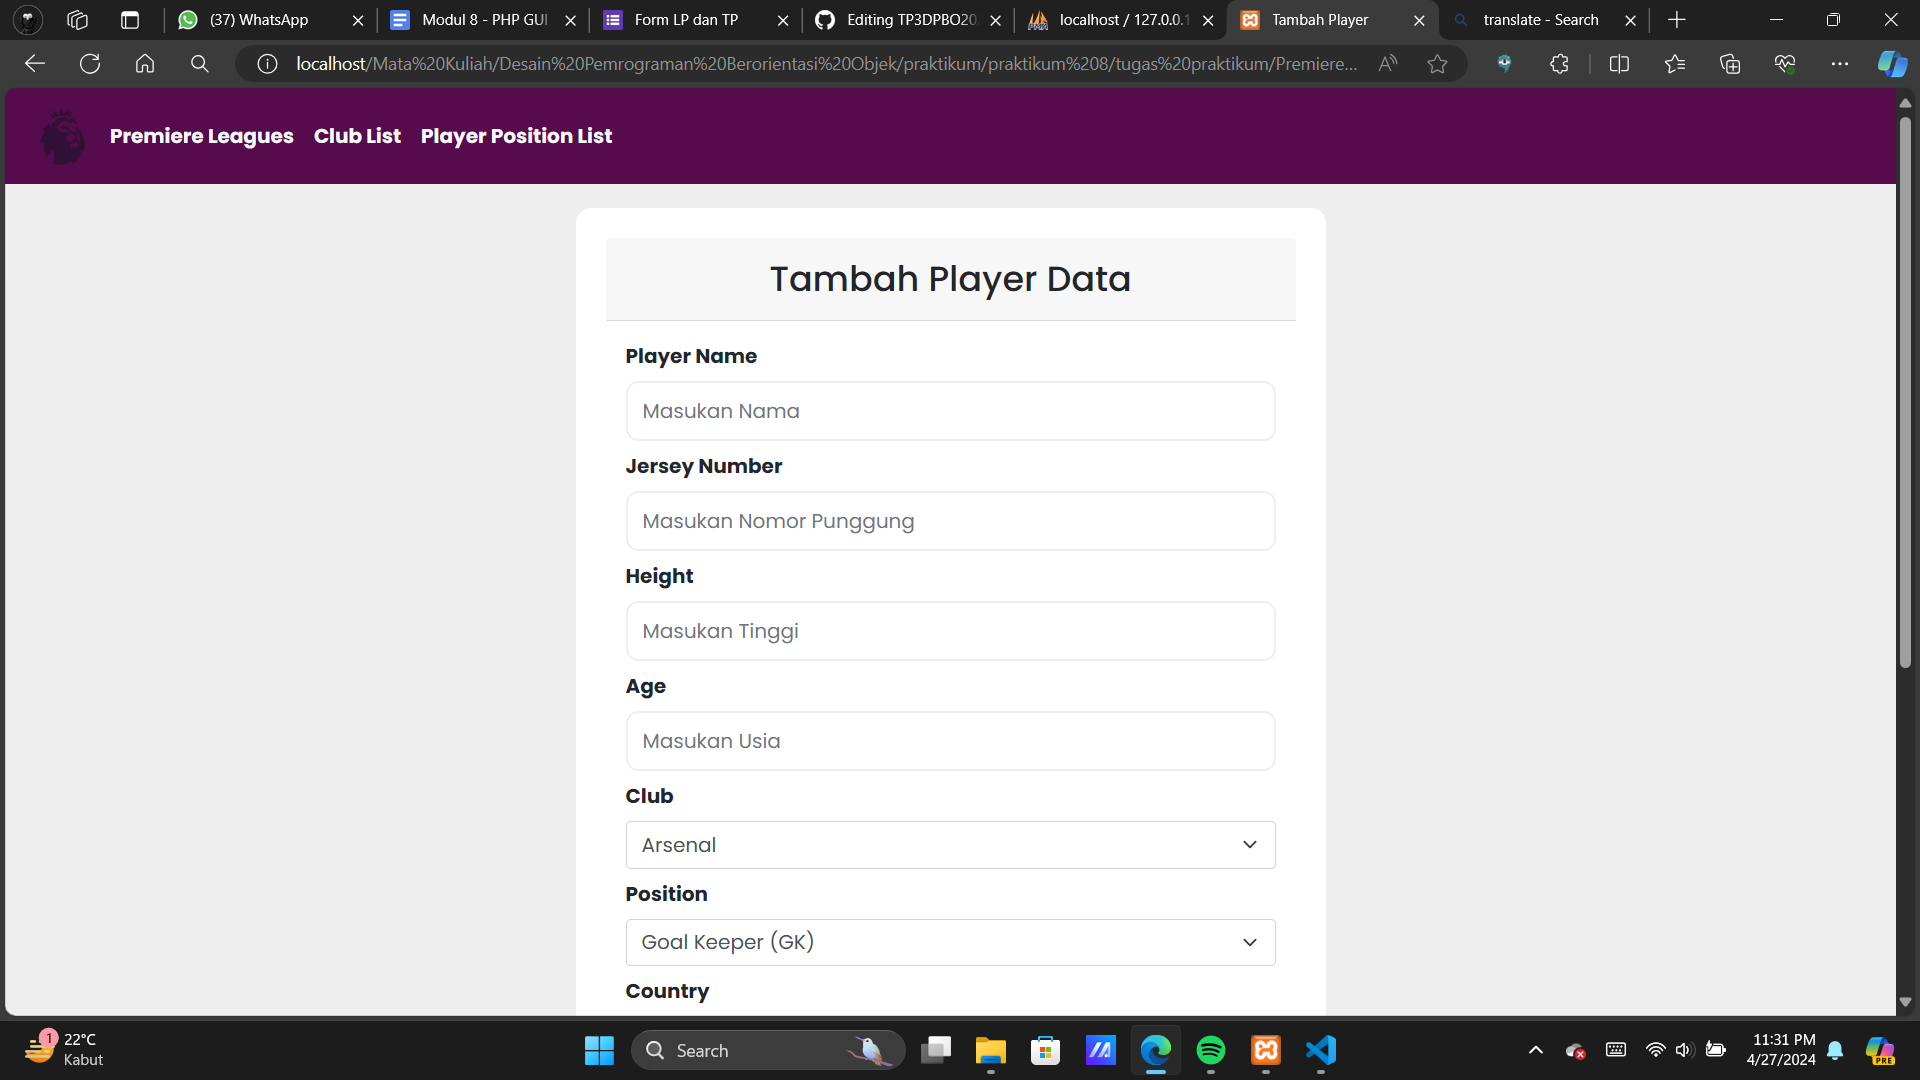 (37) WhatsApp
Modul 8 - PHP GUI
Form LP dan TP
Editing TP3DPBO20
localhost / 127.0.0.1
Tambah Player
translate - Search
localhost/Mata%20Kuliah/Desain%20Pemrograman%20Berorientasi%20Objek/praktikum/praktikum%208/tugas%20praktikum/Premiere...
Premiere Leagues Club List Player Position List
Tambah Player Data
Player Name
Masukan Nama
Jersey Number
Masukan Nomor Punggung
Height
Masukan Tinggi
Age
Masukan Usia
Club
Arsenal
Position
Goal Keeper (GK)
Country
1
22°C
Kabut
Search
11:31 PM
4/27/2024
PRE